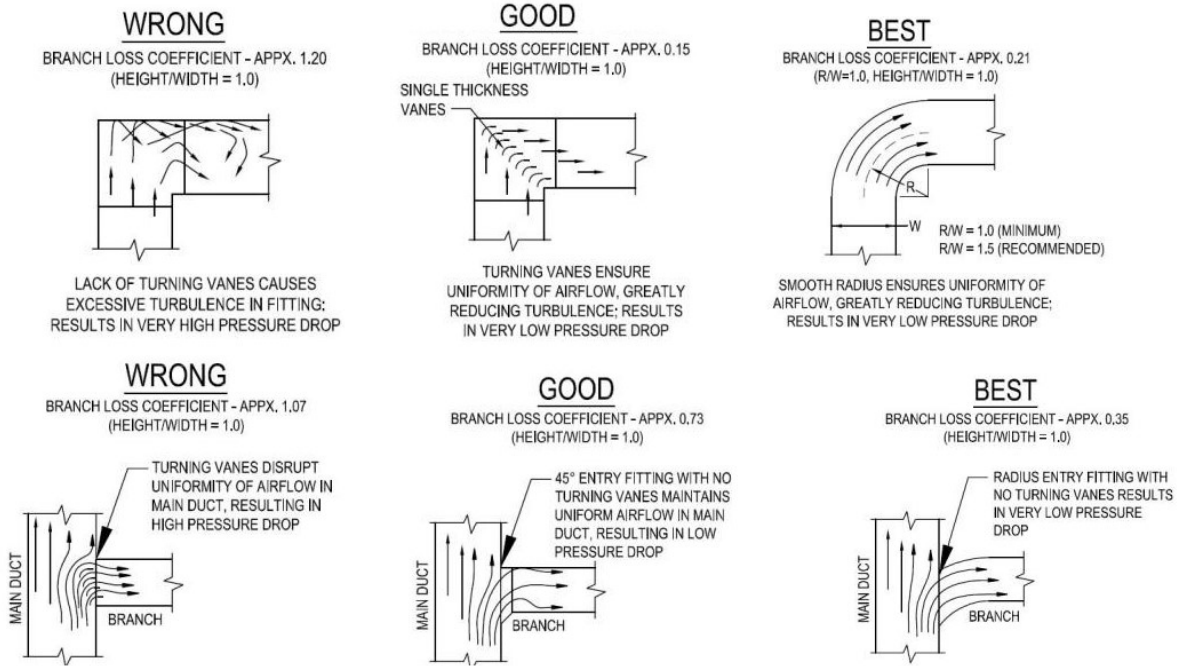 WRONG
BRANCH LOSS COEFFICIENT - APPX. 1.20
(HEIGHT/WIDTH = 1.0)
LACK OF TURNING VANES CAUSES
EXCESSIVE TURBULENCE IN FITTING;
RESULTS IN VERY HIGH PRESSURE DROP
GOOD
BRANCH LOSS COEFFICIENT - APPX. 0.15
(HEIGHT/WIDTH = 1.0)
SINGLE THICKNESS
VANES
TURNING VANES ENSURE
UNIFORMITY OF AIRFLOW, GREATLY
REDUCING TURBULENCE; RESULTS
IN VERY LOW PRESSURE DROP
BEST
BRANCH LOSS COEFFICIENT - APPX. 0.21
(R/W=1.0, HEIGHT/WIDTH = 1.0)
R
W
R/W = 1.0 (MINIMUM)
R/W = 1.5 (RECOMMENDED)
SMOOTH RADIUS ENSURES UNIFORMITY OF
AIRFLOW, GREATLY REDUCING TURBULENCE;
RESULTS IN VERY LOW PRESSURE DROP
WRONG
BRANCH LOSS COEFFICIENT - APPX. 1.07
(HEIGHT/WIDTH = 1.0)
TURNING VANES DISRUPT
UNIFORMITY OF AIRFLOW IN
MAIN DUCT, RESULTING IN
HIGH PRESSURE DROP
MAIN DUCT
BRANCH
GOOD
BRANCH LOSS COEFFICIENT - APPX. 0.73
(HEIGHT/WIDTH = 1.0)
45° ENTRY FITTING WITH NO
TURNING VANES MAINTAINS
UNIFORM AIRFLOW IN MAIN
DUCT, RESULTING IN LOW
PRESSURE DROP
MAIN DUCT
BRANCH
BEST
BRANCH LOSS COEFFICIENT - APPX. 0.35
(HEIGHT/WIDTH = 1.0)
RADIUS ENTRY FITTING WITH
NO TURNING VANES RESULTS
IN VERY LOW PRESSURE
DROP
MAIN DUCT
BRANCH